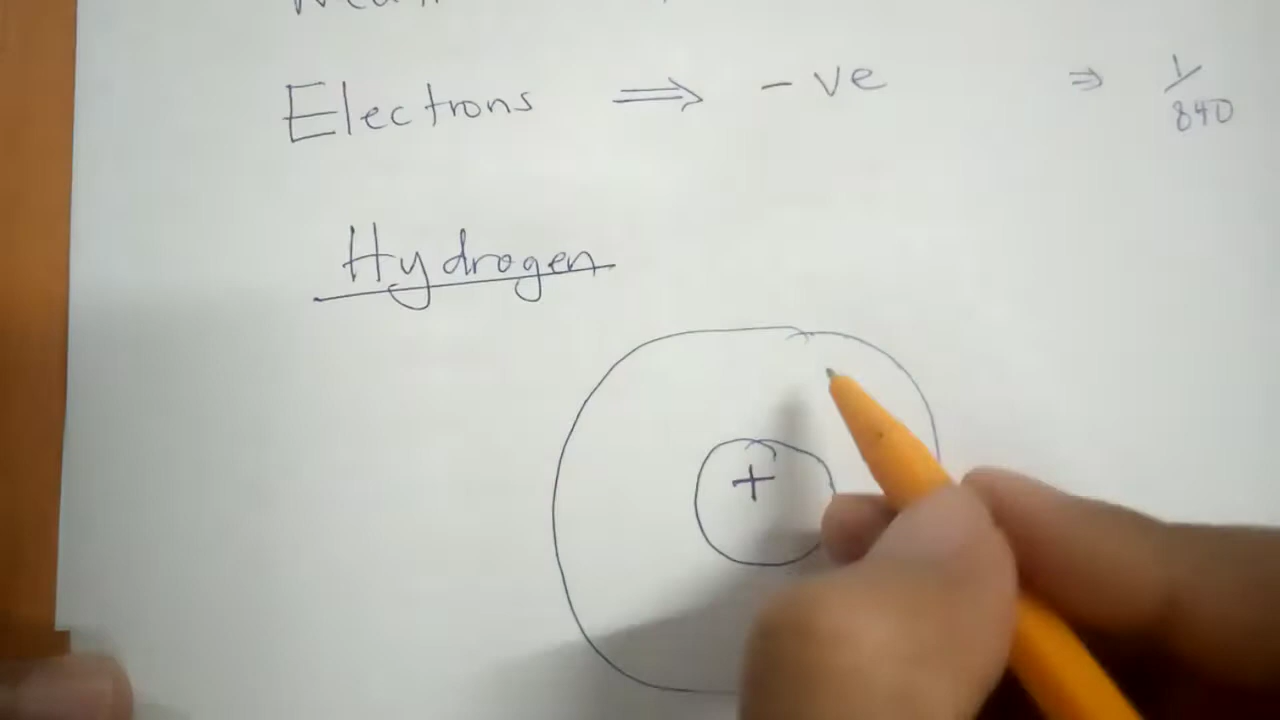 Electrons ⇒ -ve ⇒ 1/840
Hydrogen
+